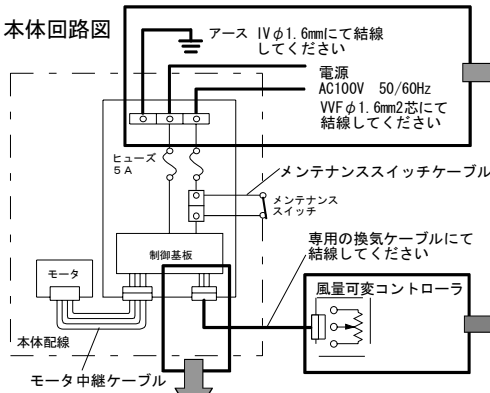 本体回路図
アース IVφ1.6mmにて結線
してください
電源
AC100V 50/60Hz
VVFφ1.6mm2芯にて
結線してください
ヒューズ
5A
メンテナンススイッチケーブル
メンテナンス
スイッチ
専用の換気ケーブルにて
結線してください
制御基板
モータ
風量可変コントローラ
本体配線
モータ中継ケーブル